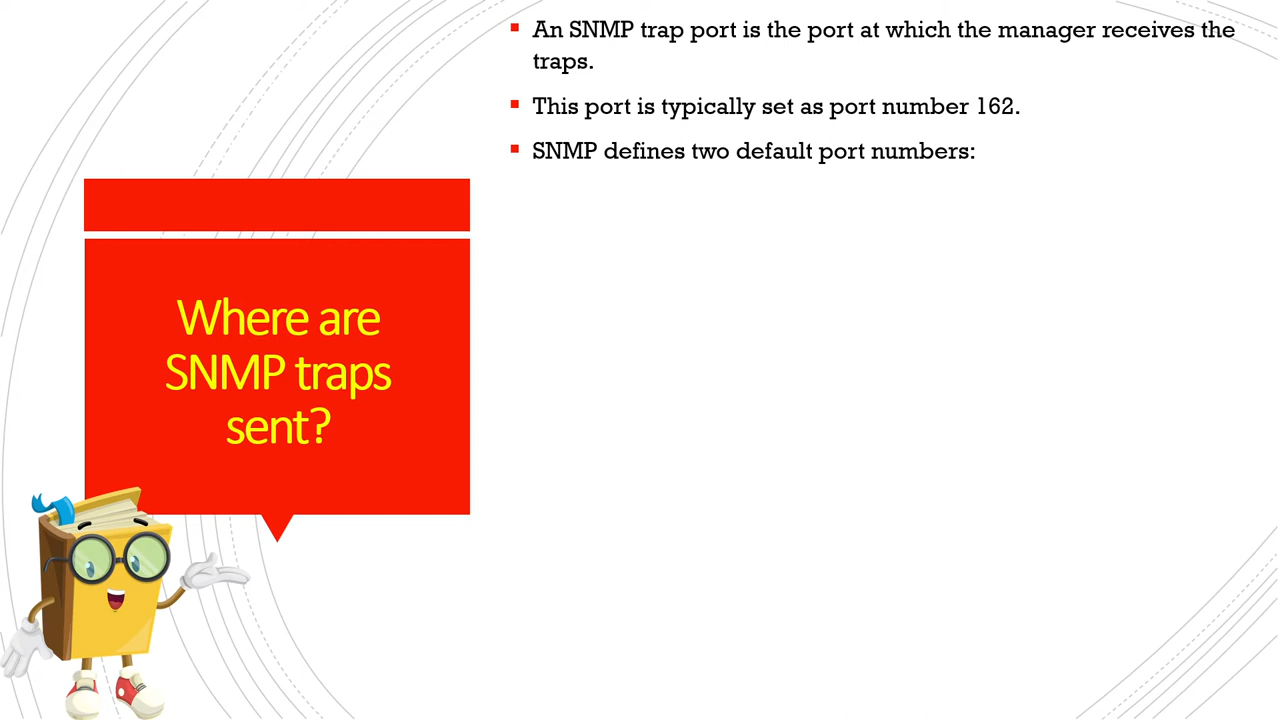 An SNMP trap port is the port at which the manager receives the
traps.
This port is typically set as port number 162.
SNMP defines two default port numbers:
Where are
SNMP traps
sent?